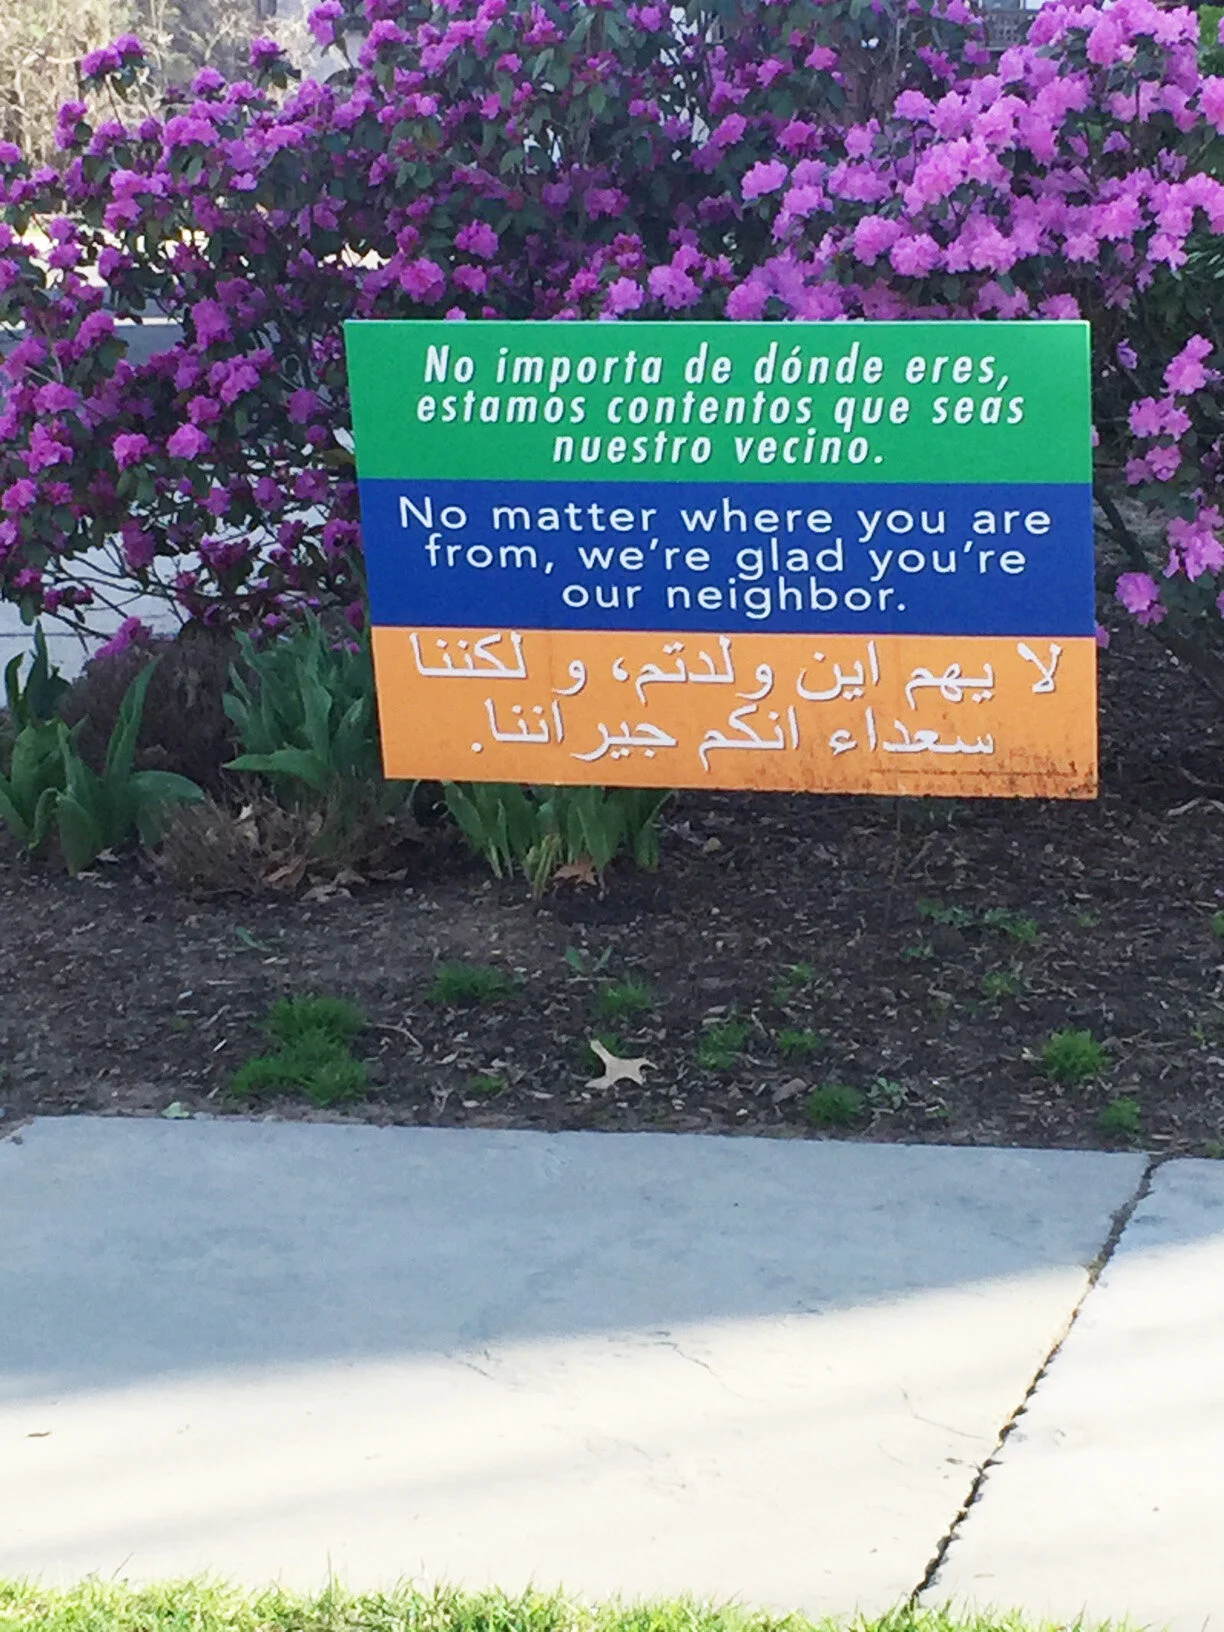 No importa de dónde eres,
estamos contentos que seas
nuestro vecino.
No matter where you are
from, we're glad you're
our neighbor.
لا يهم اين ولدتم، و لكننا
سعداء انكم جيراننا.